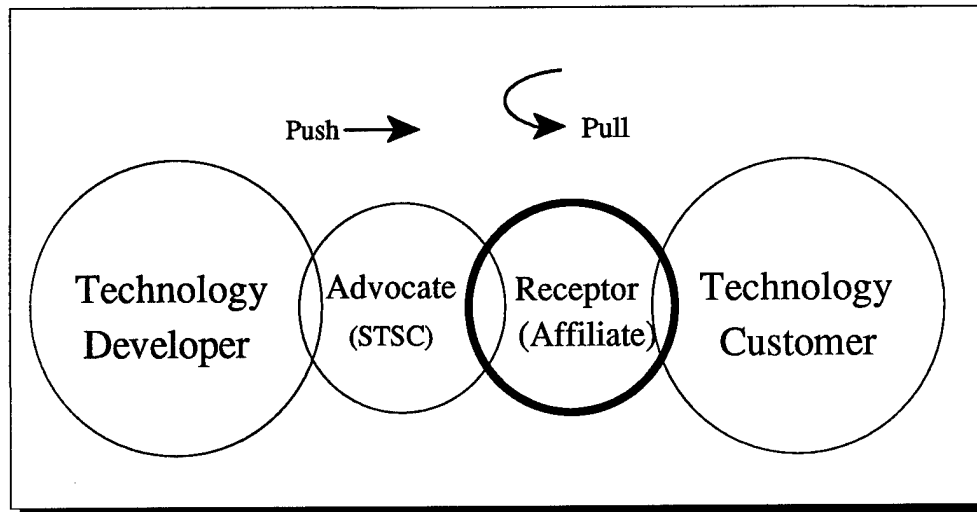 Push
Pull
Technology
Developer
Advocate
(STSC)
Receptor
(Affiliate)
Technology
Customer